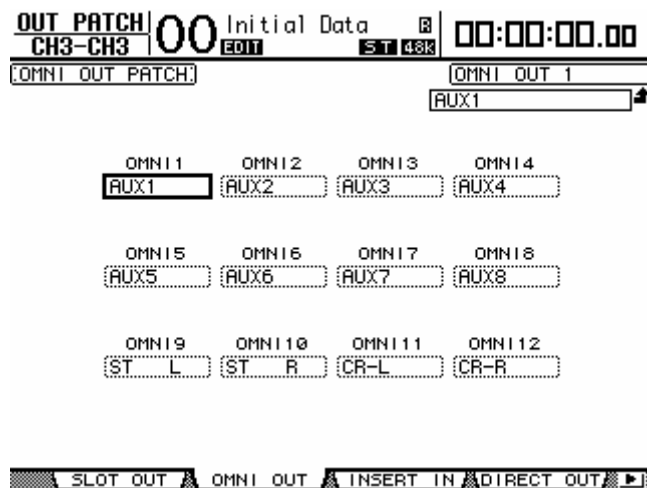 OUT PATCH
CH3-CH3
00
Initial Data R
EDIT ST 48K
00:00:00.00
OMNI OUT PATCH
OMNI OUT 1
AUX1
OMNI1 OMNI2 OMNI3 OMNI4
AUX1 AUX2 AUX3 AUX4
OMNI5 OMNI6 OMNI7 OMNI8
AUX5 AUX6 AUX7 AUX8
OMNI9 OMNI10 OMNI11 OMNI12
ST L ST R CR-L CR-R
SLOT OUT OMNI OUT INSERT IN DIRECT OUT